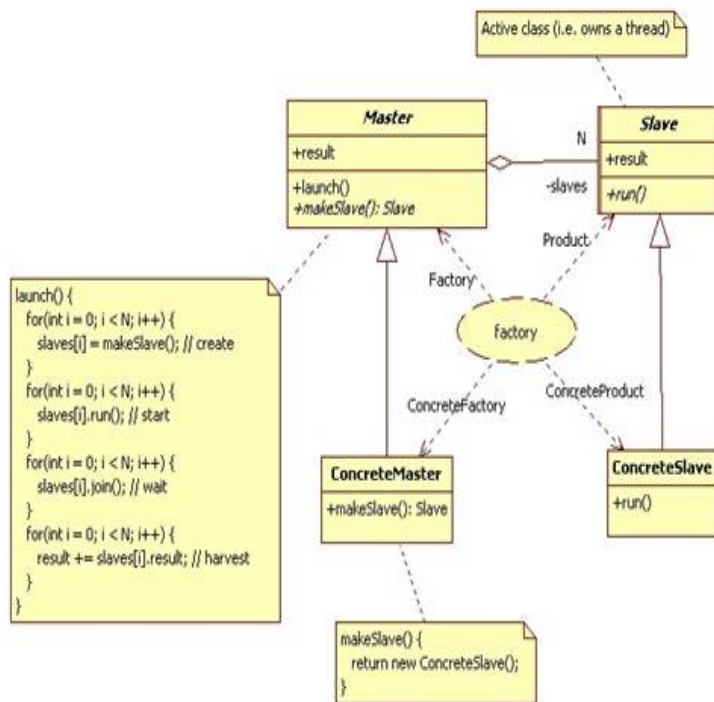 Active class (i.e. owns a thread)
Master
+result
+launch()
+makeSlave(): Slave
N
-slaves
Slave
+result
+run()
Factory
Product
factory
ConcreteFactory
ConcreteProduct
launch() {
for(int i = 0; i < N; i++) {
slaves[i] = makeSlave(); // create
}
for(int i = 0; i < N; i++) {
slaves[i].run(); // start
}
for(int i = 0; i < N; i++) {
slaves[i].join(); // wait
}
for(int i = 0; i < N; i++) {
result += slaves[i].result; // harvest
}
}
ConcreteMaster
+makeSlave(): Slave
ConcreteSlave
+run()
makeSlave() {
return new ConcreteSlave();
}